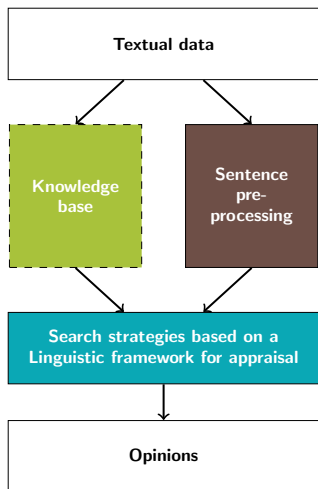 Textual data
Knowledge
base
Sentence
pre-
processing
Search strategies based on a
Linguistic framework for appraisal
Opinions